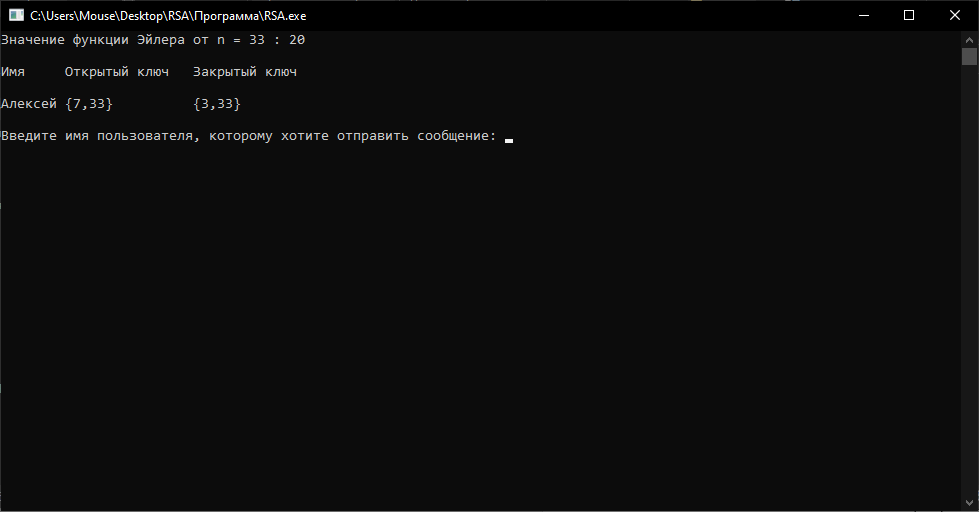 C:\Users\Mouse\Desktop\RSA\Программа\RSA.exe
Значение функции Эйлера от n = 33 : 20
Имя Открытый ключ Закрытый ключ
Алексей {7,33} {3,33}
Введите имя пользователя, которому хотите отправить сообщение: